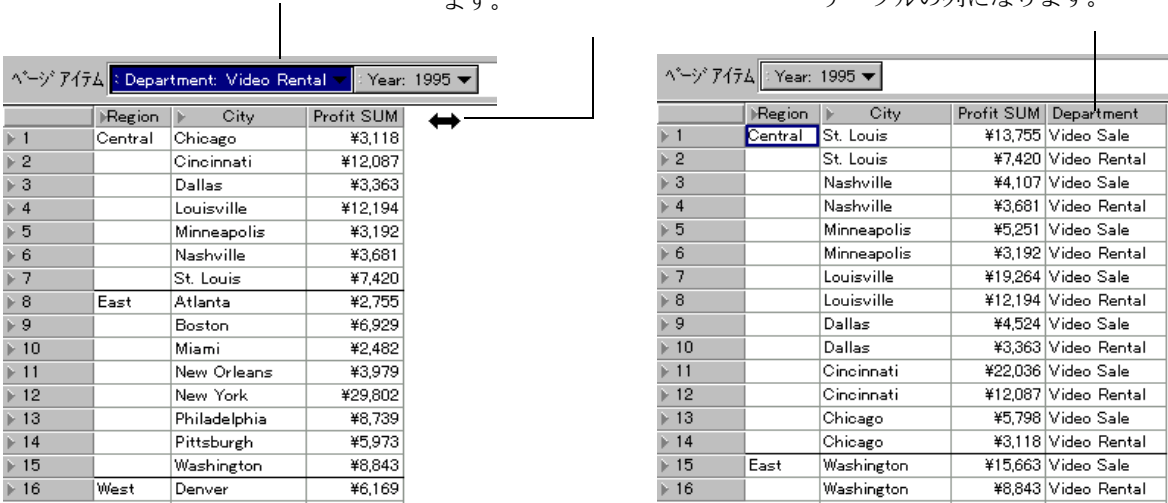 ます。
テーブルの列になります。
ページ アイテム : Department: Video Rental : Year: 1995
Region City Profit SUM
1 Central Chicago ¥3,118
2 Cincinnati ¥12,087
3 Dallas ¥3,363
4 Louisville ¥12,194
5 Minneapolis ¥3,192
6 Nashville ¥3,681
7 St. Louis ¥7,420
8 East Atlanta ¥2,755
9 Boston ¥6,929
10 Miami ¥2,482
11 New Orleans ¥3,979
12 New York ¥29,802
13 Philadelphia ¥8,739
14 Pittsburgh ¥5,973
15 Washington ¥8,843
16 West Denver ¥6,169
ページ アイテム : Year: 1995
Region City Profit SUM Department
1 Central St. Louis ¥13,755 Video Sale
2 St. Louis ¥7,420 Video Rental
3 Nashville ¥4,107 Video Sale
4 Nashville ¥3,681 Video Rental
5 Minneapolis ¥5,251 Video Sale
6 Minneapolis ¥3,192 Video Rental
7 Louisville ¥19,264 Video Sale
8 Louisville ¥12,194 Video Rental
9 Dallas ¥4,524 Video Sale
10 Dallas ¥3,363 Video Rental
11 Cincinnati ¥22,036 Video Sale
12 Cincinnati ¥12,087 Video Rental
13 Chicago ¥5,798 Video Sale
14 Chicago ¥3,118 Video Rental
15 East Washington ¥15,663 Video Sale
16 Washington ¥8,843 Video Rental